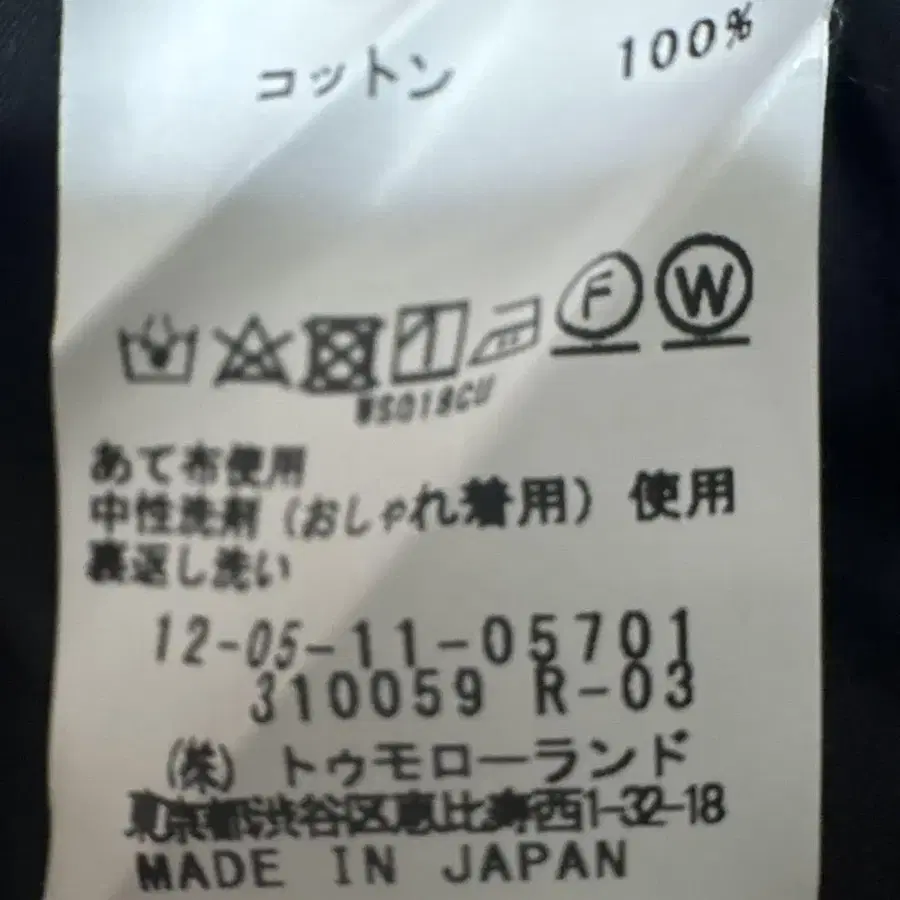 コットン 100%
F W
WS018CU
あて布使用
中性洗剤(おしゃれ着用)使用
裏返し洗い
12-05-11-05701
310059 R-03
(株) トゥモローランド
東京都渋谷区恵比寿西1-32-18
MADE IN JAPAN